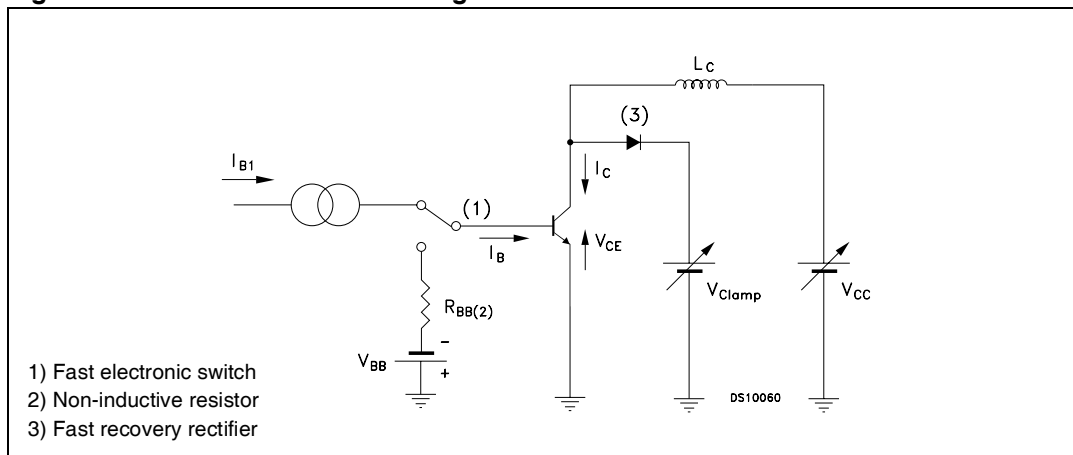 L_C
(3)
I_B1
I_C
(1)
I_B
V_CE
R_BB(2)
V_Clamp
V_CC
V_BB
-
+
1) Fast electronic switch
2) Non-inductive resistor
3) Fast recovery rectifier
DS10060